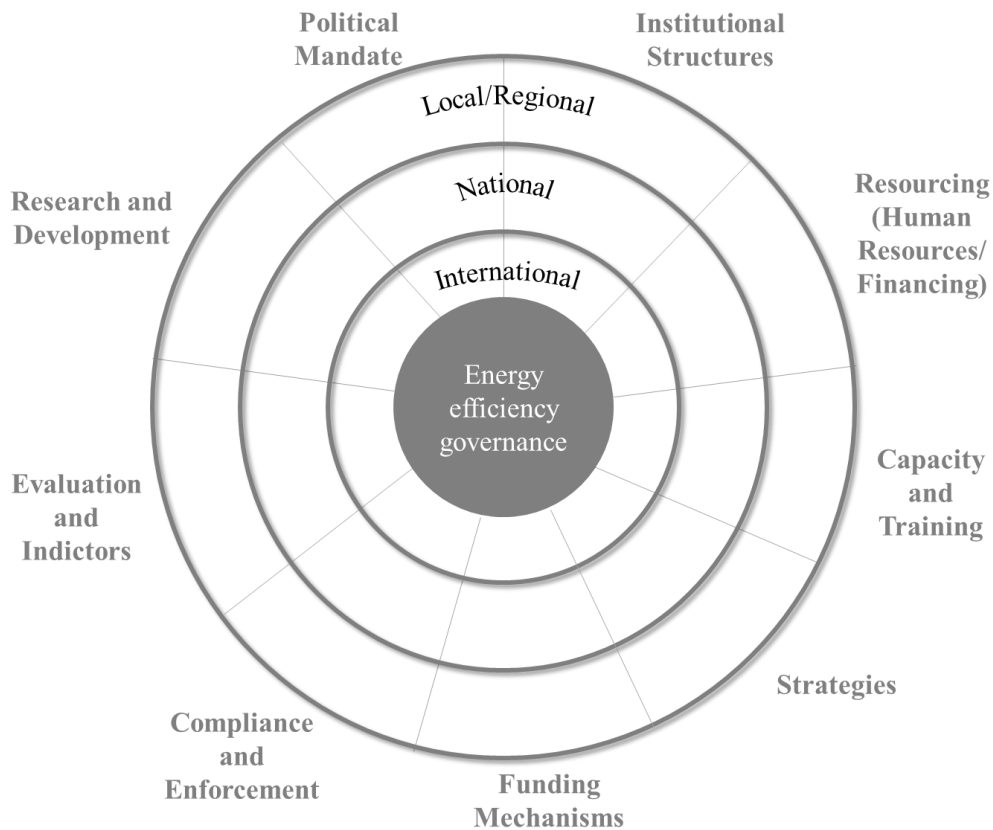 Political
Mandate
Institutional
Structures
Local/Regional
National
International
Energy
efficiency
governance
Resourcing
(Human
Resources/
Financing)
Capacity
and
Training
Strategies
Funding
Mechanisms
Compliance
and
Enforcement
Evaluation
and
Indictors
Research and
Development